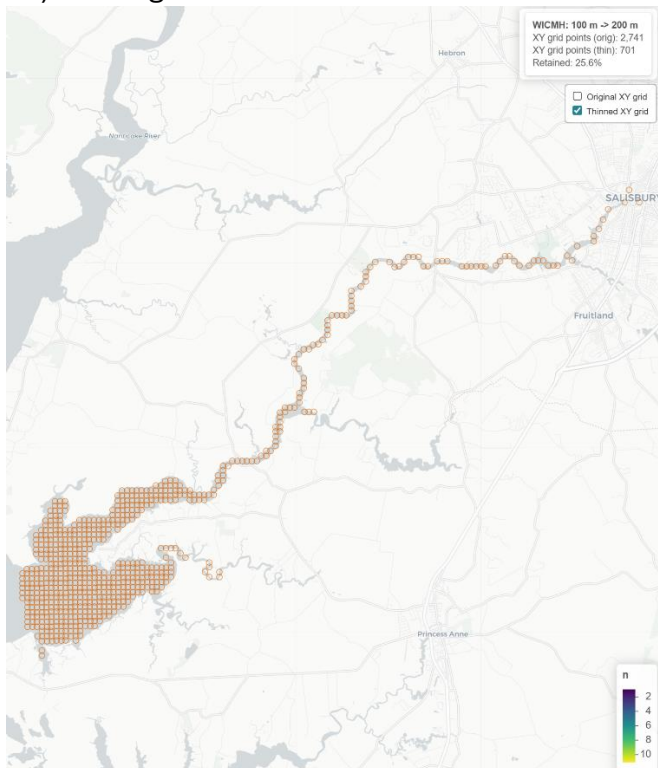 WICMH: 100 m -> 200 m
XY grid points (orig): 2,741
XY grid points (thin): 701
Retained: 25.6%
Original XY grid
Thinned XY grid
Hebron
Nanticoke River
SALISBURY
Fruitland
Princess Anne
n
2
4
6
8
10